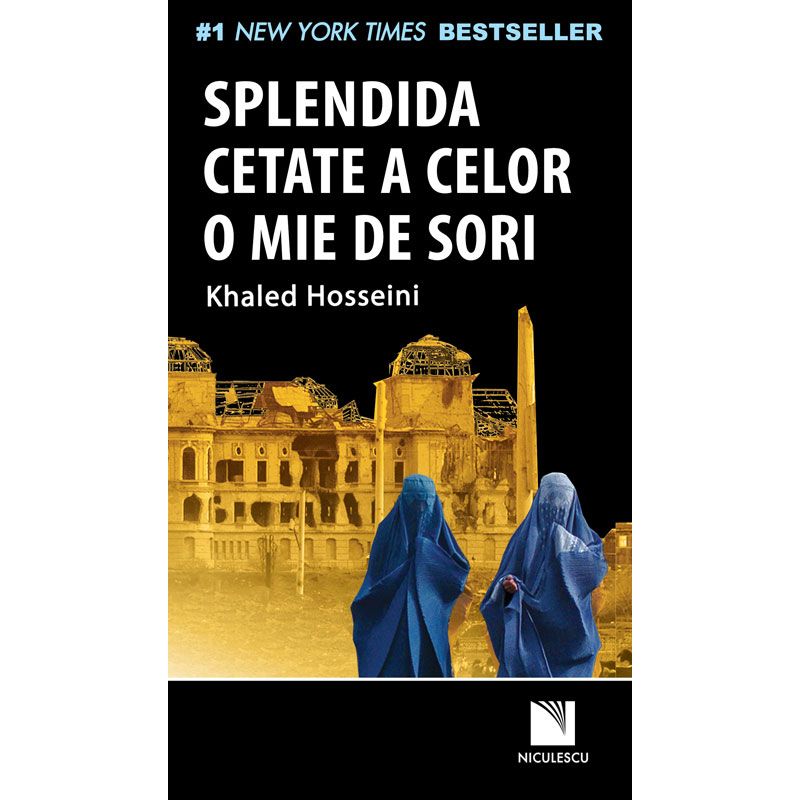 #1 NEW YORK TIMES BESTSELLER
SPLENDIDA
CETATE A CELOR
O MIE DE SORI
Khaled Hosseini
NICULESCU